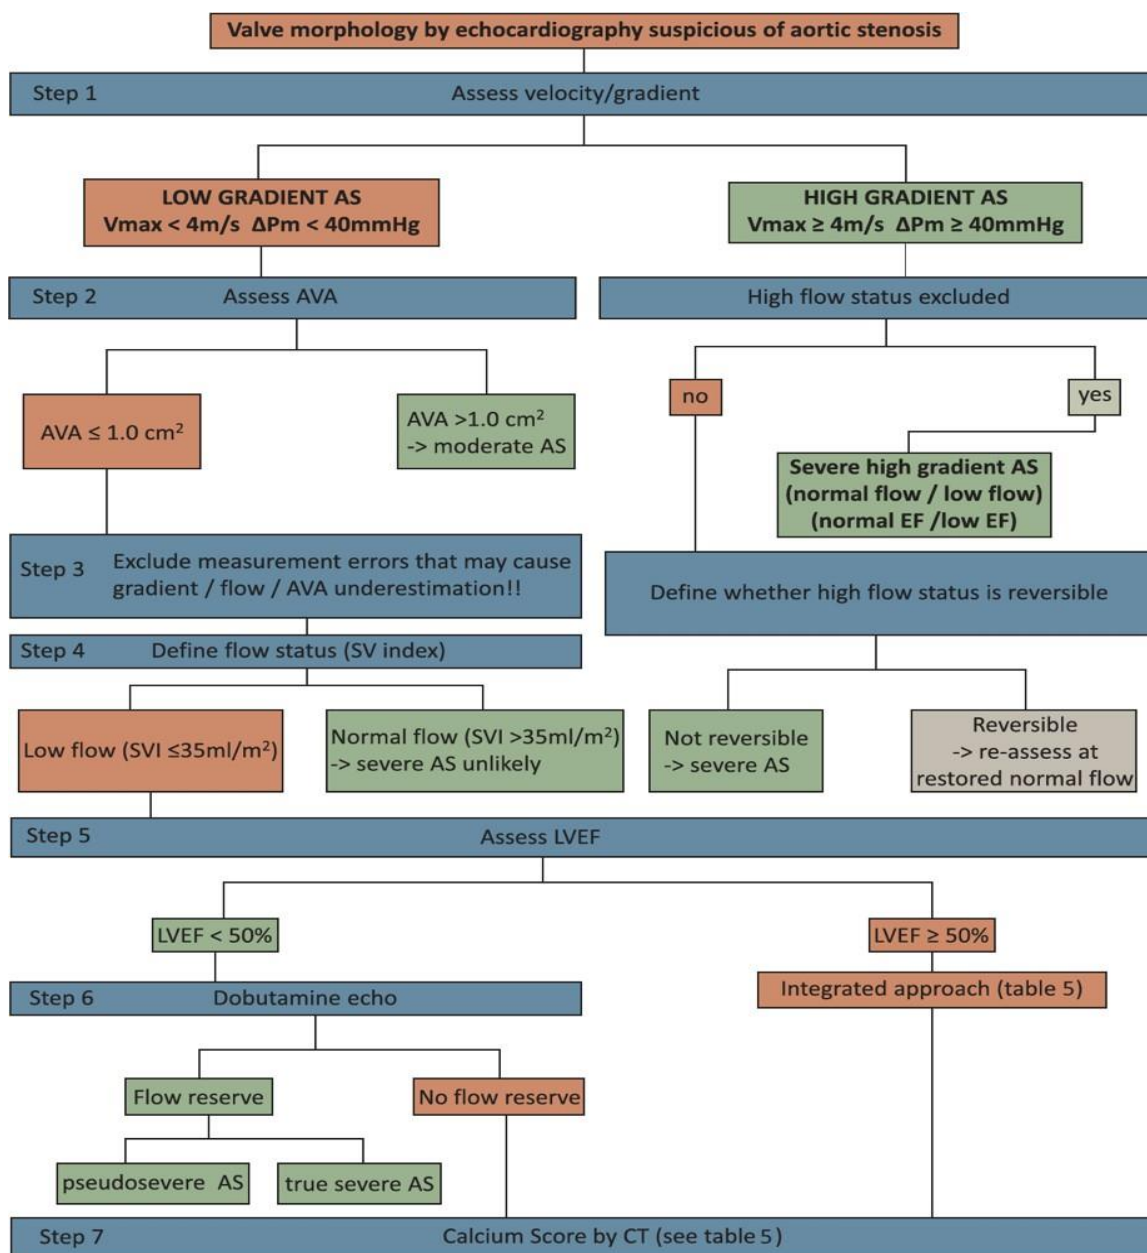 Valve morphology by echocardiography suspicious of aortic stenosis
Step 1
Assess velocity/gradient
LOW GRADIENT AS
Vmax < 4m/s ΔPm < 40mmHg
HIGH GRADIENT AS
Vmax ≥ 4m/s ΔPm ≥ 40mmHg
Step 2
Assess AVA
High flow status excluded
no
yes
AVA ≤ 1.0 cm²
AVA >1.0 cm²
-> moderate AS
Severe high gradient AS
(normal flow / low flow)
(normal EF /low EF)
Step 3
Exclude measurement errors that may cause
gradient / flow / AVA underestimation!!
Define whether high flow status is reversible
Step 4
Define flow status (SV index)
Low flow (SVI ≤35ml/m²)
Normal flow (SVI >35ml/m²)
-> severe AS unlikely
Not reversible
-> severe AS
Reversible
-> re-assess at
restored normal flow
Step 5
Assess LVEF
LVEF < 50%
LVEF ≥ 50%
Step 6
Dobutamine echo
Integrated approach (table 5)
Flow reserve
No flow reserve
pseudosevere AS
true severe AS
Step 7
Calcium Score by CT (see table 5)